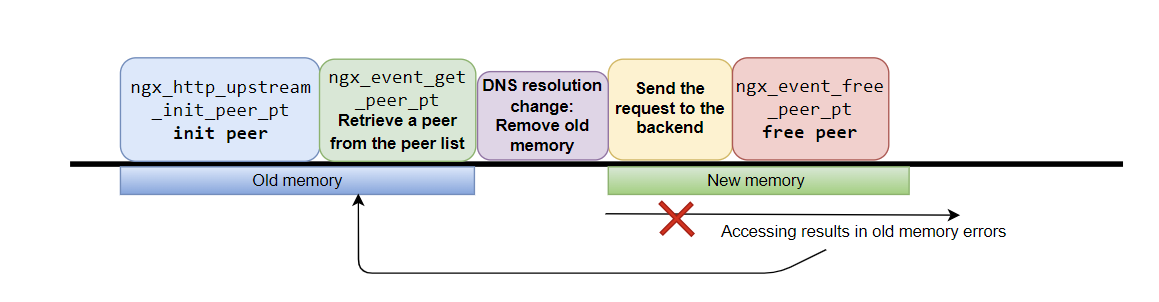 ngx_http_upstream
_init_peer_pt
init peer
ngx_event_get
_peer_pt
Retrieve a peer
from the peer list
DNS resolution
change:
Remove old
memory
Send the
request to the
backend
ngx_event_free
_peer_pt
free peer
Old memory
New memory
Accessing results in old memory errors